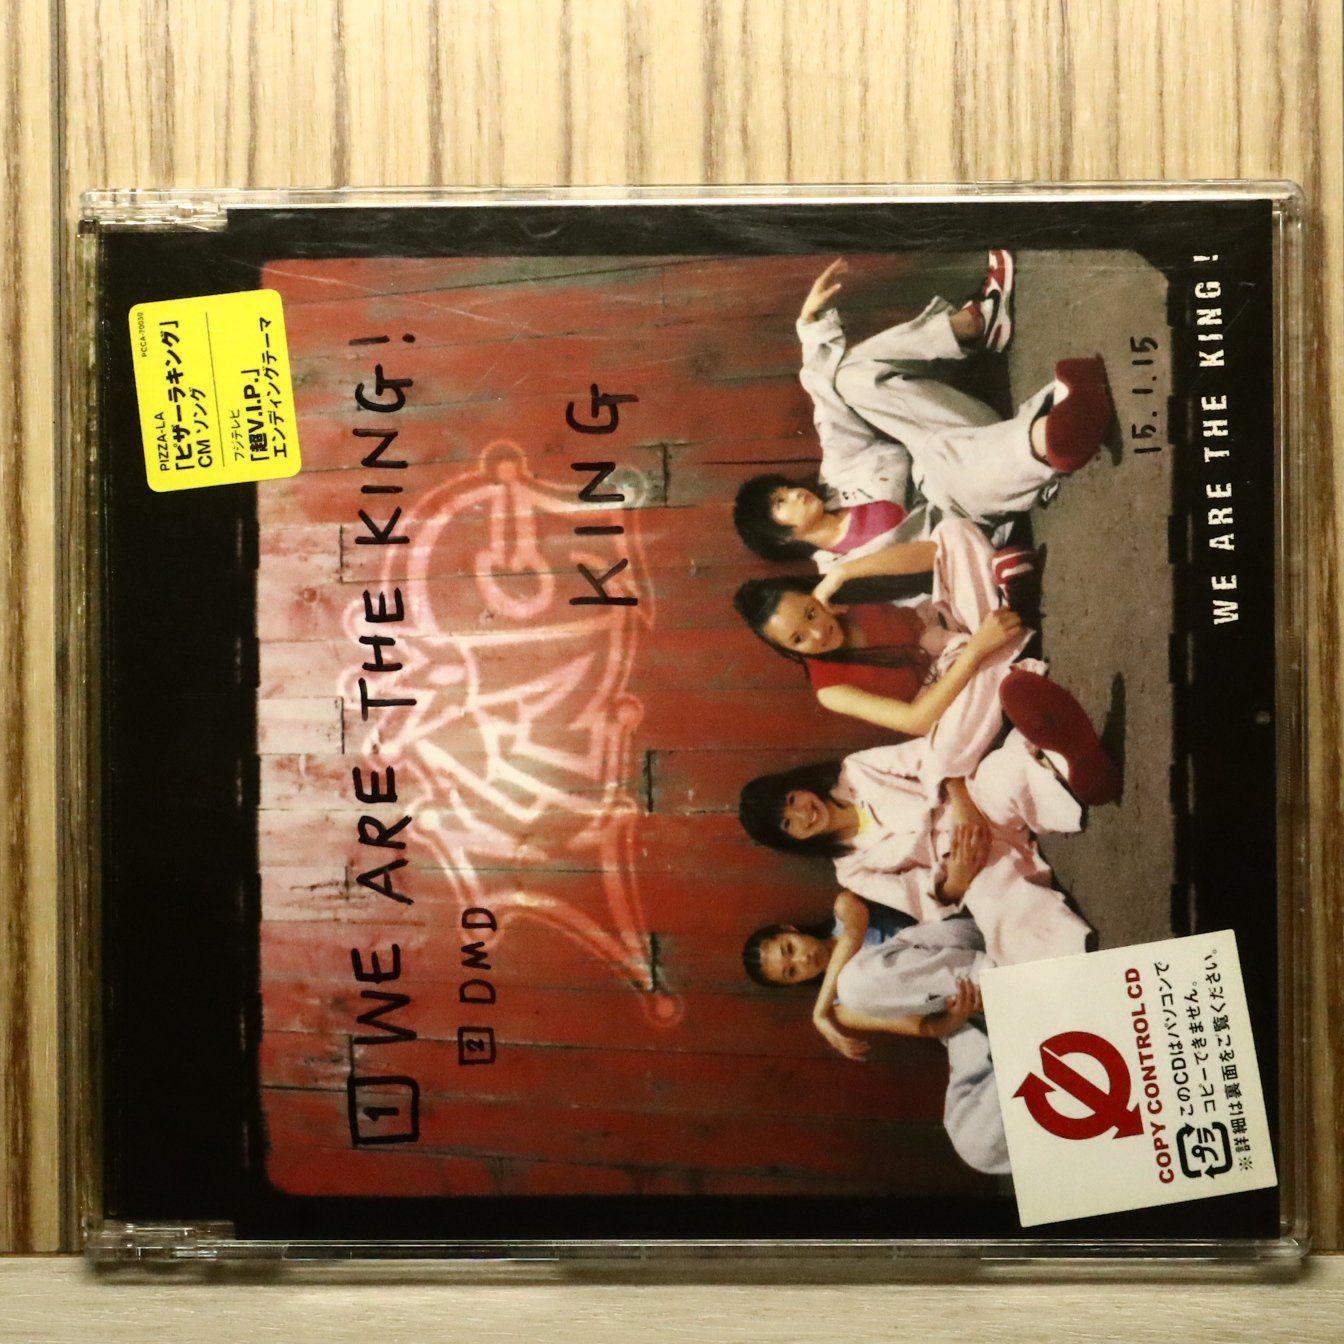 PCCA-70030
PIZZA-LA
「ピザーラキング」
CM ソング
フジテレビ
「超V.I.P.」
エンディングテーマ
1 WE ARE THE KING!
2 DMD
KING
15.1.15
WE ARE THE KING!
COPY CONTROL CD
このCDはパソコンで
コピーできません。
プラ
※詳細は裏面をご覧ください。